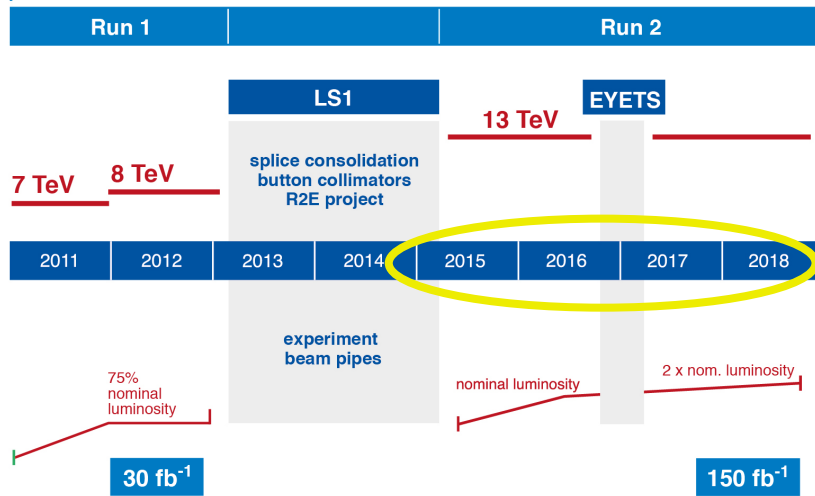 Run 1
Run 2
LS1
EYETS
13 TeV
7 TeV
8 TeV
splice consolidation
button collimators
R2E project
2011
2012
2013
2014
2015
2016
2017
2018
experiment
beam pipes
75%
nominal
luminosity
nominal luminosity
2 x nom. luminosity
30 fb⁻¹
150 fb⁻¹